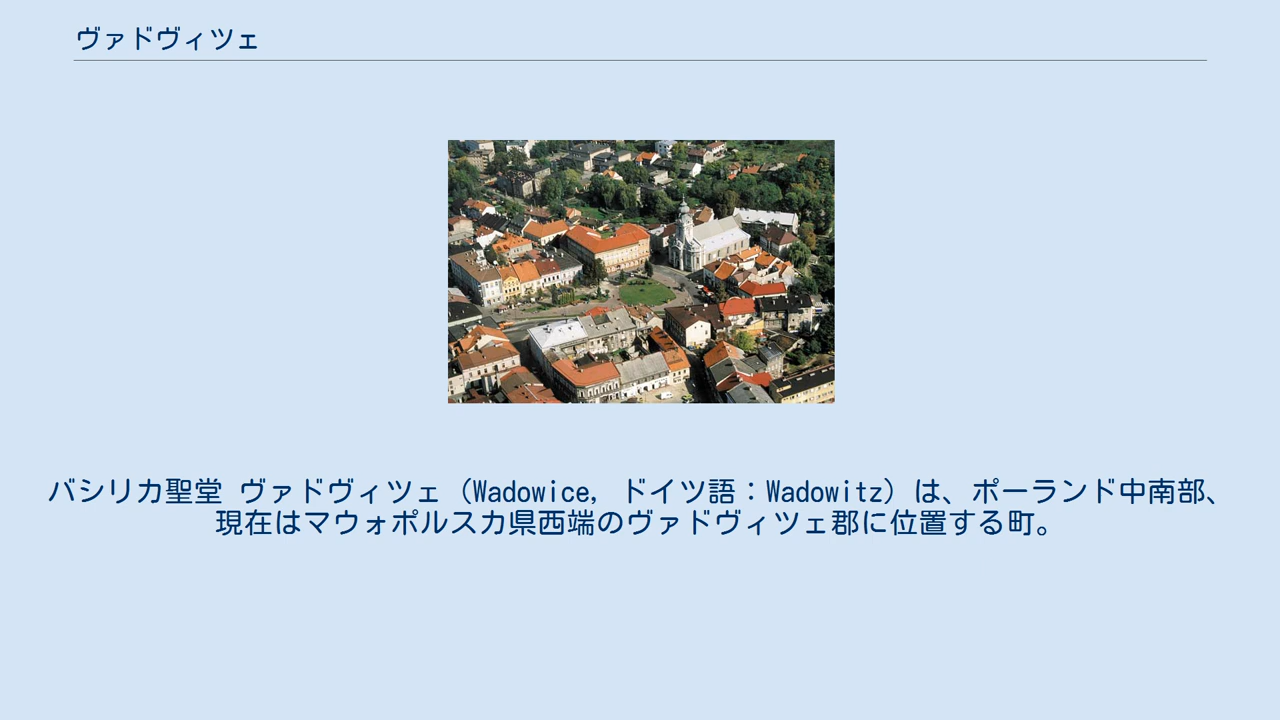 ヴァドヴィツェ
バシリカ聖堂 ヴァドヴィツェ（Wadowice, ドイツ語：Wadowitz）は、ポーランド中南部、
現在はマウォポルスカ県西端のヴァドヴィツェ郡に位置する町。